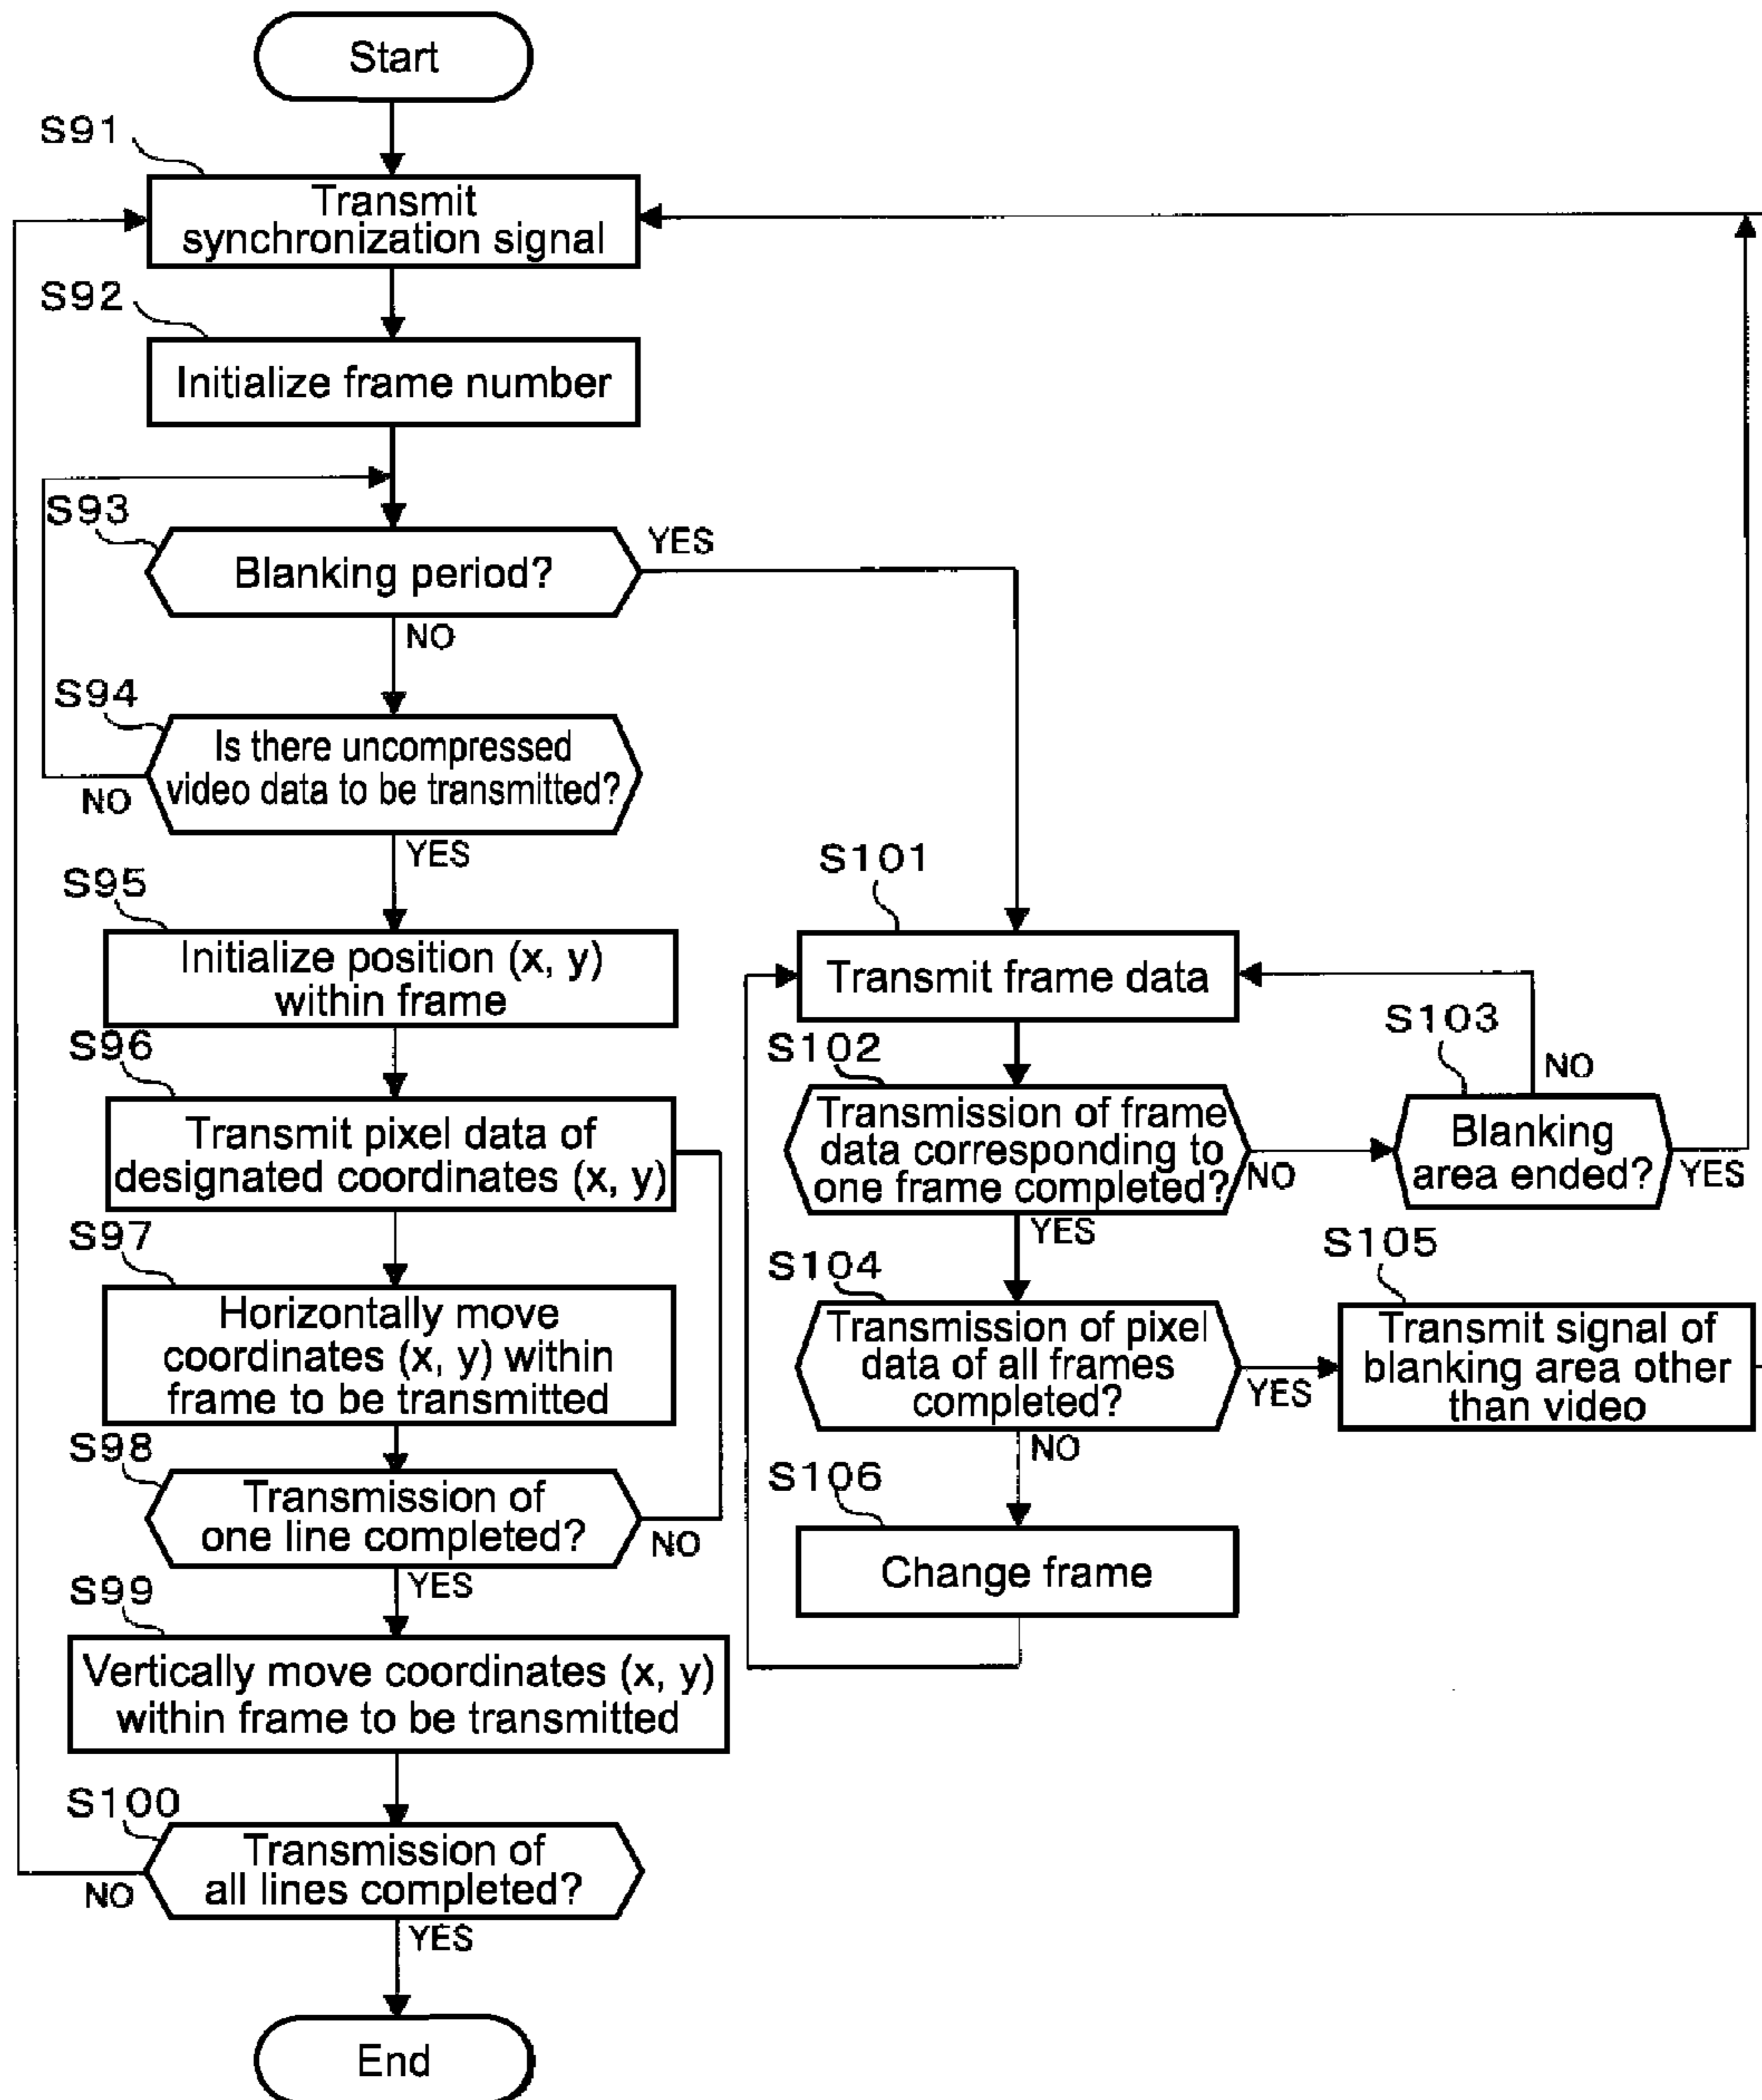 Start
S91
Transmit
synchronization signal
S92
Initialize frame number
S93
Blanking period?
YES
NO
S94
Is there uncompressed
video data to be transmitted?
NO
YES
S95
Initialize position (x, y)
within frame
S96
Transmit pixel data of
designated coordinates (x, y)
S97
Horizontally move
coordinates (x, y) within
frame to be transmitted
S98
Transmission of
one line completed?
NO
YES
S99
Vertically move coordinates (x, y)
within frame to be transmitted
S100
Transmission of
all lines completed?
NO
YES
End
S101
Transmit frame data
S102
Transmission of frame
data corresponding to
one frame completed?
NO
YES
S103
NO
Blanking
area ended?
YES
S104
Transmission of pixel
data of all frames
completed?
YES
NO
S105
Transmit signal of
blanking area other
than video
S106
Change frame